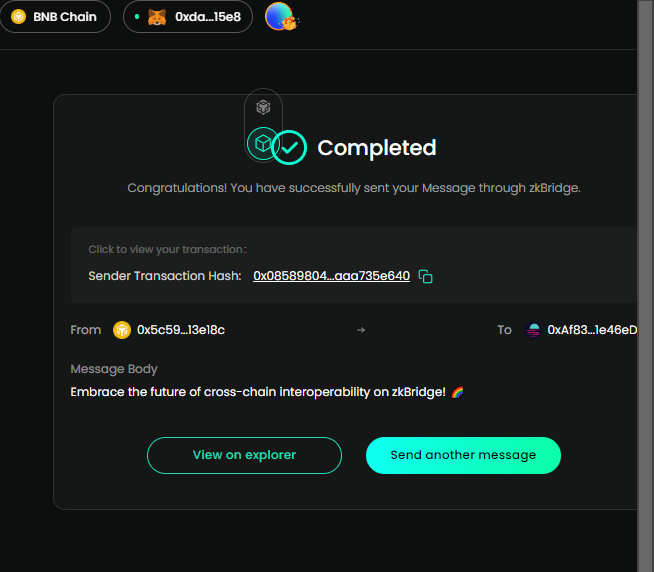 BNB Chain 0xda...15e8
Completed
Congratulations! You have successfully sent your Message through zkBridge.
Click to view your transaction:
Sender Transaction Hash: 0x08589804...aaa735e640
From 0x5c59...13e18c → To 0xAf83...1e46eD
Message Body
Embrace the future of cross-chain interoperability on zkBridge! 🌈
View on explorer Send another message